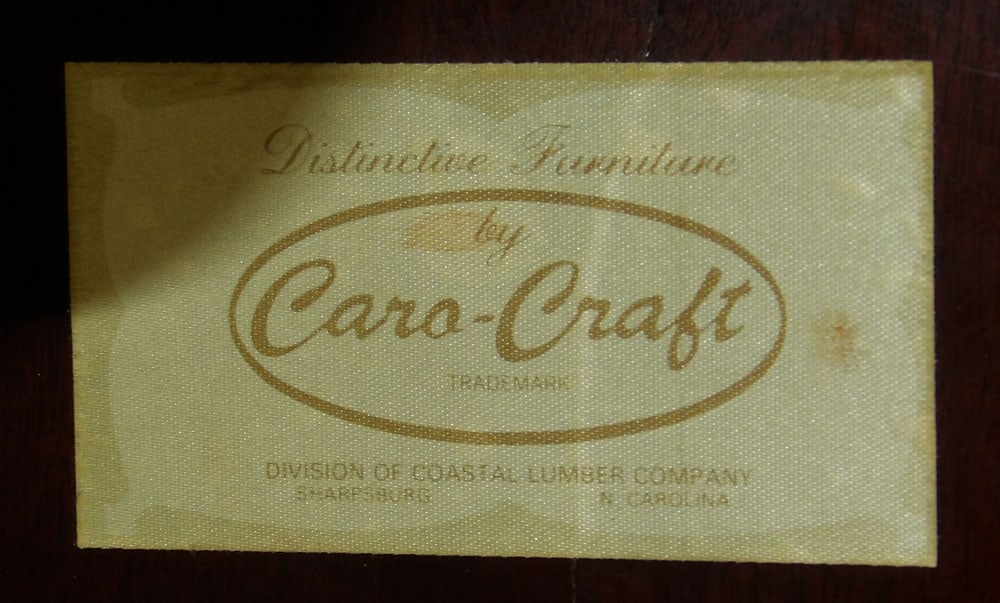 Distinctive Furniture
by
Caro-Craft
TRADEMARK
DIVISION OF COASTAL LUMBER COMPANY
SHARPSBURG N. CAROLINA